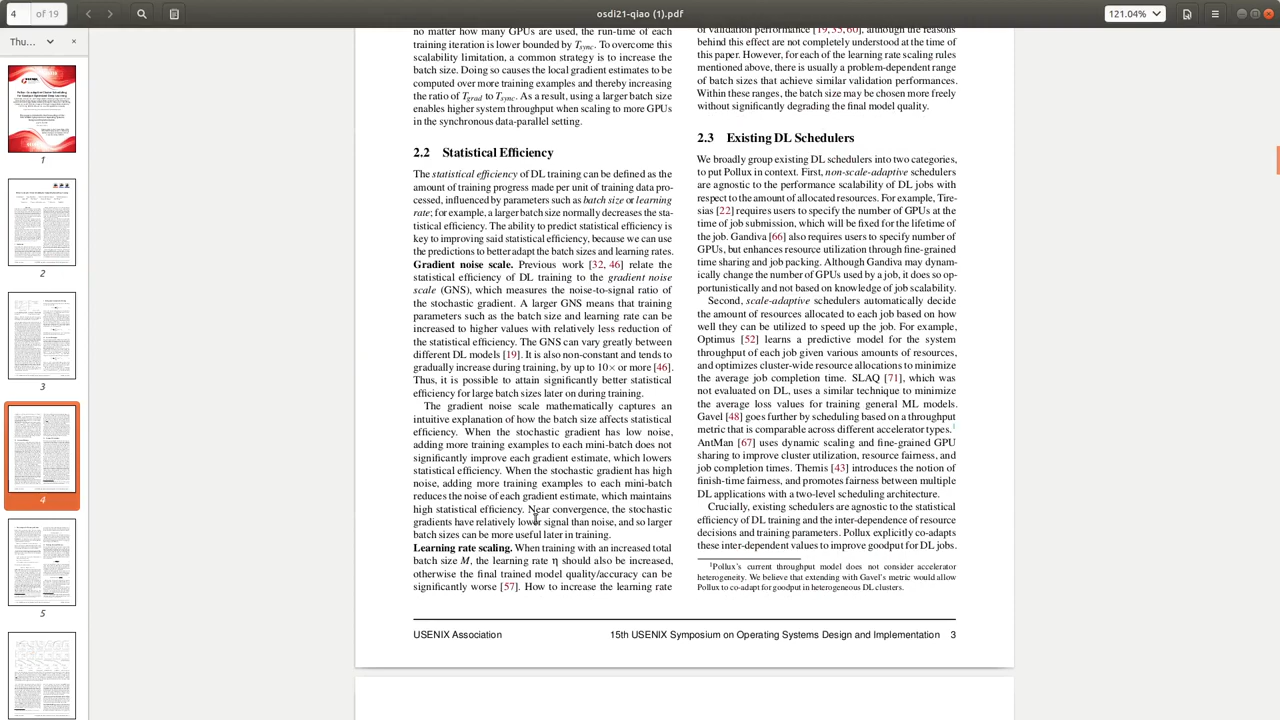 4
of 19
osdi21-qiao (1).pdf
121.04%
Thu...
1
2
3
4
5
no matter how many GPUs are used, the run-time of each
training iteration is lower bounded by Tsync. To overcome this
scalability limitation, a common strategy is to increase the
batch size. Doing so causes the local gradient estimates to be
computed over more training examples and thereby increasing
the ratio of Tgrad to Tsync. As a result, using a larger batch size
enables higher system throughput when scaling to more GPUs
in the synchronous data-parallel setting.
2.2 Statistical Efficiency
The statistical efficiency of DL training can be defined as the
amount of training progress made per unit of training data pro-
cessed, influenced by parameters such as batch size or learning
rate; for example, a larger batch size normally decreases the sta-
tistical efficiency. The ability to predict statistical efficiency is
key to improving said statistical efficiency, because we can use
the predictions to better adapt the batch sizes and learning rates.
Gradient noise scale. Previous work [32, 46] relate the
statistical efficiency of DL training to the gradient noise
scale (GNS), which measures the noise-to-signal ratio of
the stochastic gradient. A larger GNS means that training
parameters such as the batch size and learning rate can be
increased to higher values with relatively less reduction of
the statistical efficiency. The GNS can vary greatly between
different DL models [19]. It is also non-constant and tends to
gradually increase during training, by up to 10× or more [46].
Thus, it is possible to attain significantly better statistical
efficiency for large batch sizes later on during training.
The gradient noise scale mathematically captures an
intuitive explanation of how the batch size affects statistical
efficiency. When the stochastic gradient has low noise,
adding more training examples to each mini-batch does not
significantly improve each gradient estimate, which lowers
statistical efficiency. When the stochastic gradient has high
noise, adding more training examples to each mini-batch
reduces the noise of each gradient estimate, which maintains
high statistical efficiency. Near convergence, the stochastic
gradients have relatively lower signal than noise, and so larger
batch sizes can be more useful later in training.
Learning rate scaling. When training with an increased total
batch size M, the learning rate η should also be increased,
otherwise the final trained model quality/accuracy can be
significantly worse [57]. How to increase the learning rate
of validation performance [19,55,60], although the reasons
behind this effect are not completely understood at the time of
this paper. However, for each of the learning rate scaling rules
mentioned above, there is usually a problem-dependent range
of batch sizes that achieve similar validation performances.
Within these ranges, the batch size may be chosen more freely
without significantly degrading the final model quality.
2.3 Existing DL Schedulers
We broadly group existing DL schedulers into two categories,
to put Pollux in context. First, non-scale-adaptive schedulers
are agnostic to the performance scalability of DL jobs with
respect to the amount of allocated resources. For example, Tire-
sias [22] requires users to specify the number of GPUs at the
time of job submission, which will be fixed for the lifetime of
the job. Gandiva [66] also requires users to specify number of
GPUs, but enhances resource utilization through fine-grained
time sharing and job packing. Although Gandiva may dynam-
ically change the number of GPUs used by a job, it does so op-
portunistically and not based on knowledge of job scalability.
Second, scale-adaptive schedulers automatically decide
the amount of resources allocated to each job based on how
well they can be utilized to speed up the job. For example,
Optimus [52] learns a predictive model for the system
throughput of each job given various amounts of resources,
and optimizes cluster-wide resource allocations to minimize
the average job completion time. SLAQ [71], which was
not evaluated on DL, uses a similar technique to minimize
the average loss values for training general ML models.
Gavel [48] goes further by scheduling based on a throughput
metric that is comparable across different accelerator types.1
AntMan [67] uses dynamic scaling and fine-grained GPU
sharing to improve cluster utilization, resource fairness, and
job completion times. Themis [43] introduces the notion of
finish-time fairness, and promotes fairness between multiple
DL applications with a two-level scheduling architecture.
Crucially, existing schedulers are agnostic to the statistical
efficiency of DL training and the inter-dependence of resource
decisions and training parameters. Pollux explicitly co-adapts
these inter-dependent values to improve goodput for DL jobs.
1Pollux's current throughput model does not consider accelerator
heterogeneity. We believe that extending with Gavel's metric would allow
Pollux to adapt for goodput in heterogeneous DL clusters.
USENIX Association
15th USENIX Symposium on Operating Systems Design and Implementation 3